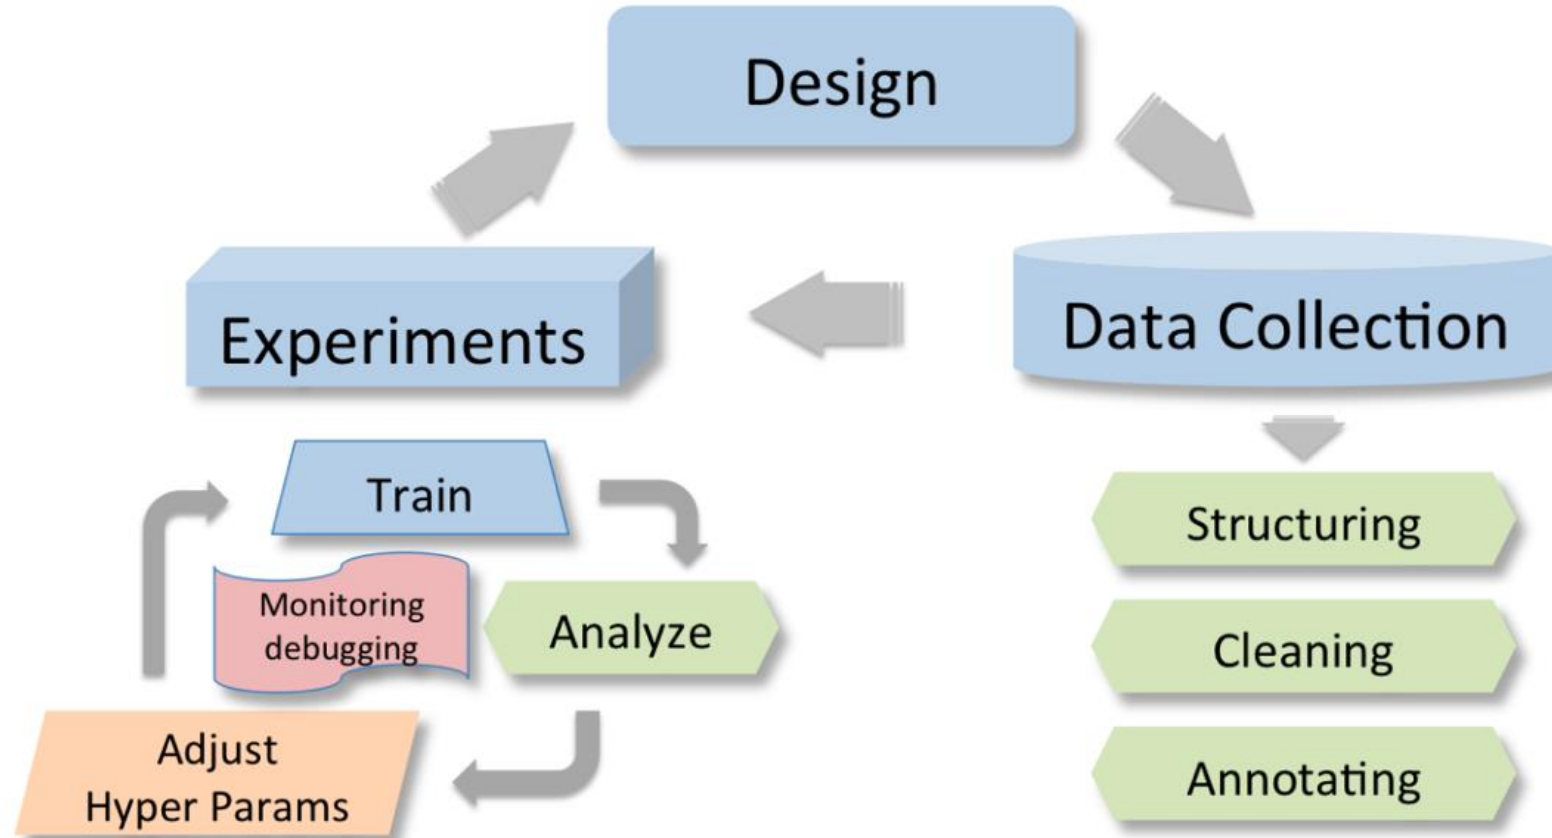 Design
Experiments
Data Collection
Train
Monitoring
debugging
Analyze
Adjust
Hyper Params
Structuring
Cleaning
Annotating